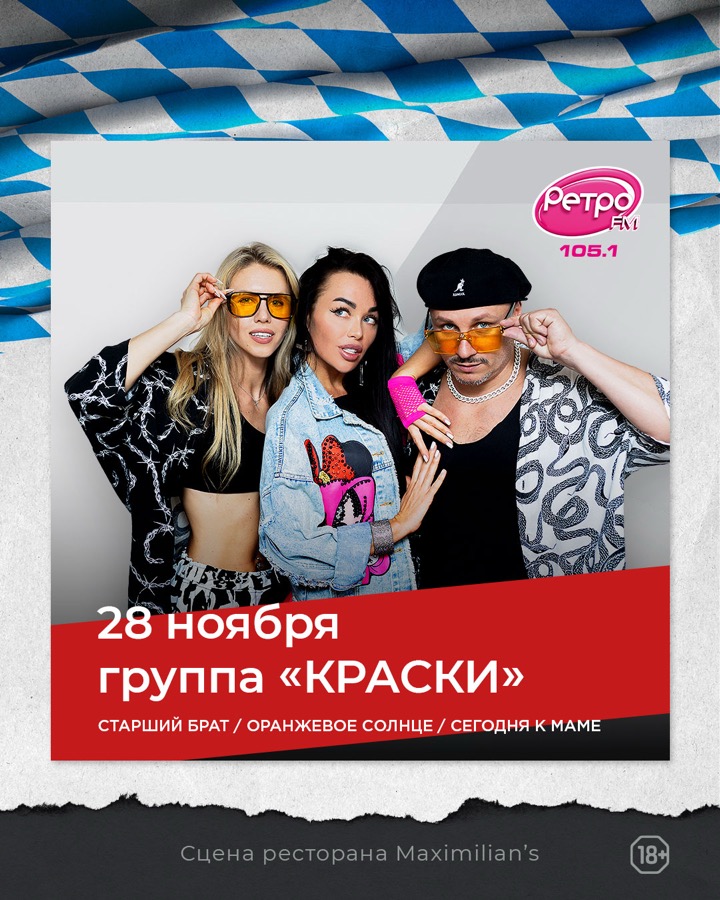 Ретро
FM
105.1
28 ноября
группа «КРАСКИ»
СТАРШИЙ БРАТ / ОРАНЖЕВОЕ СОЛНЦЕ / СЕГОДНЯ К МАМЕ
Сцена ресторана Maximilian's
18+